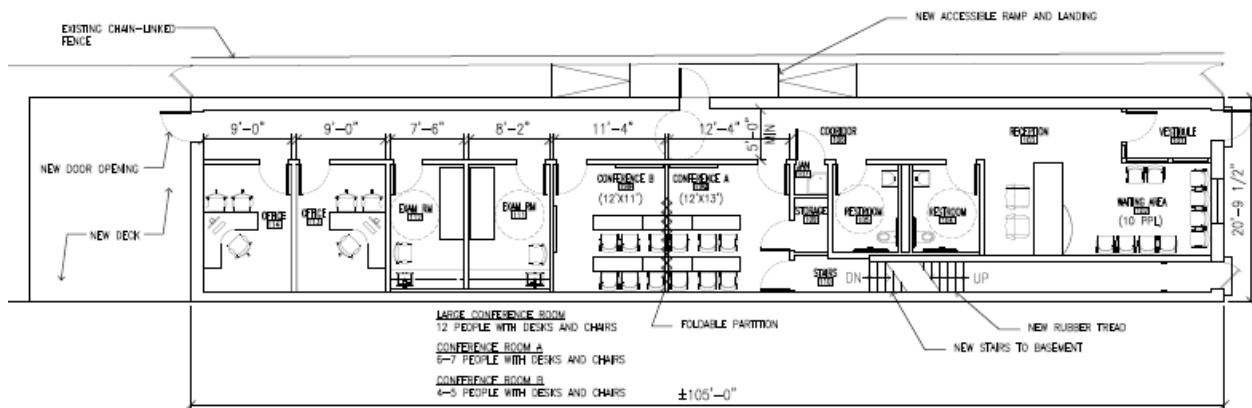 EXISTING CHAIN-LINKED
FENCE
NEW ACCESSIBLE RAMP AND LANDING
9'-0"
9'-0"
7'-6"
8'-2"
11'-4"
12'-4"
5'-0"
MIN
COORIDOR
RECEPTION
VESTIBULE
NEW DOOR OPENING
JAN
CONFERENCE B
(12'X11')
CONFERENCE A
(12'X13')
EXAM RM
EXAM RM
OFFICE
OFFICE
STORAGE
RESTROOM
RESTROOM
WAITING AREA
(10 PPL)
20'-9 1/2"
NEW DECK
STAIRS
DN
UP
LARGE CONFERENCE ROOM
12 PEOPLE WITH DESKS AND CHAIRS
FOLDABLE PARTITION
NEW RUBBER TREAD
NEW STAIRS TO BASEMENT
CONFERENCE ROOM A
6-7 PEOPLE WITH DESKS AND CHAIRS
CONFERENCE ROOM B
4-5 PEOPLE WITH DESKS AND CHAIRS
±105'-0"